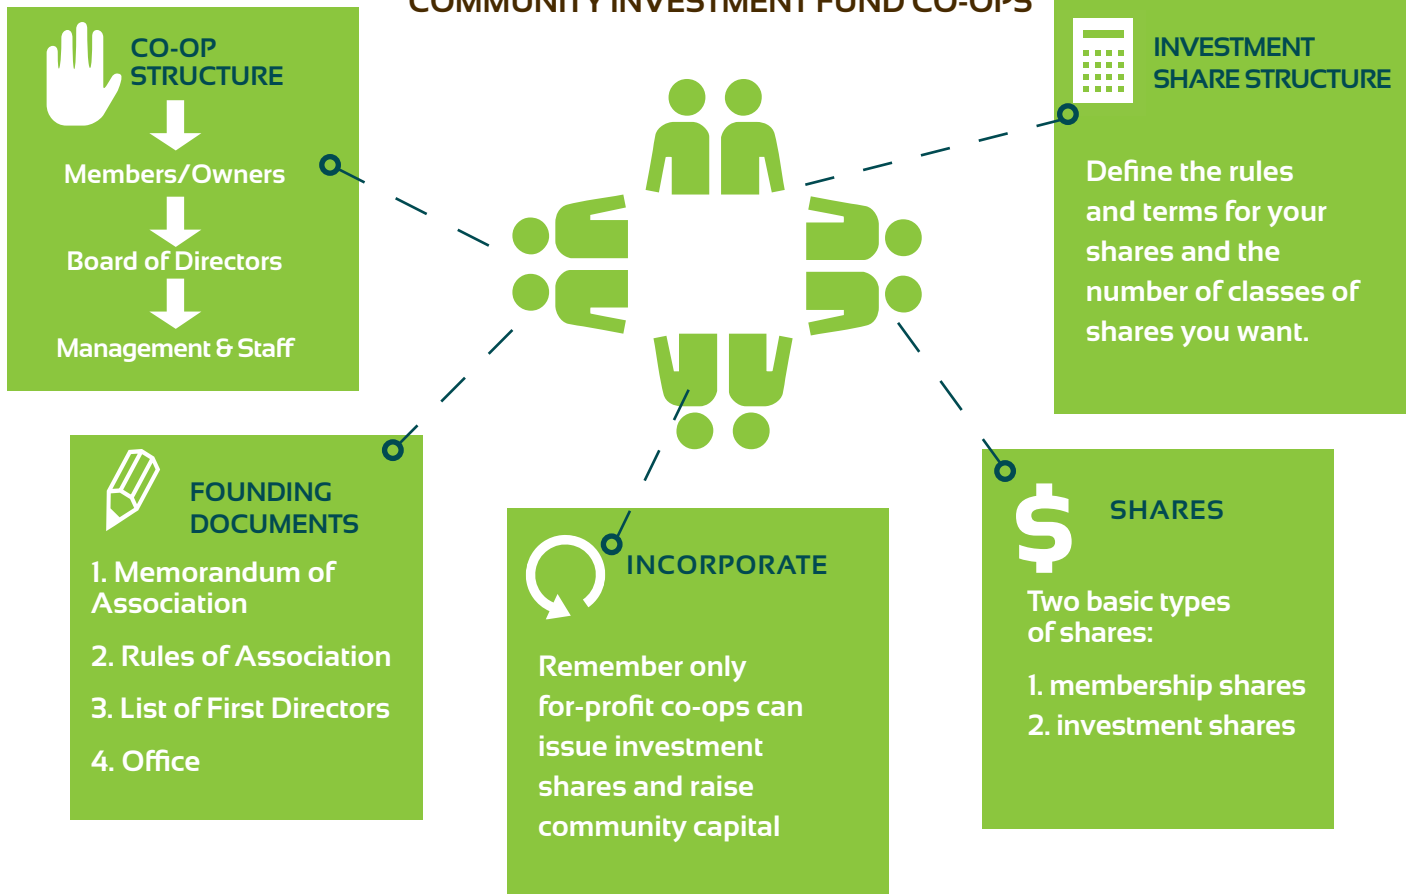 COMMUNITY INVESTMENT FUND CO-OPS
CO-OP
STRUCTURE
Members/Owners
Board of Directors
Management & Staff
INVESTMENT
SHARE STRUCTURE
Define the rules
and terms for your
shares and the
number of classes of
shares you want.
FOUNDING
DOCUMENTS
1. Memorandum of
Association
2. Rules of Association
3. List of First Directors
4. Office
INCORPORATE
Remember only
for-profit co-ops can
issue investment
shares and raise
community capital
$
SHARES
Two basic types
of shares:
1. membership shares
2. investment shares